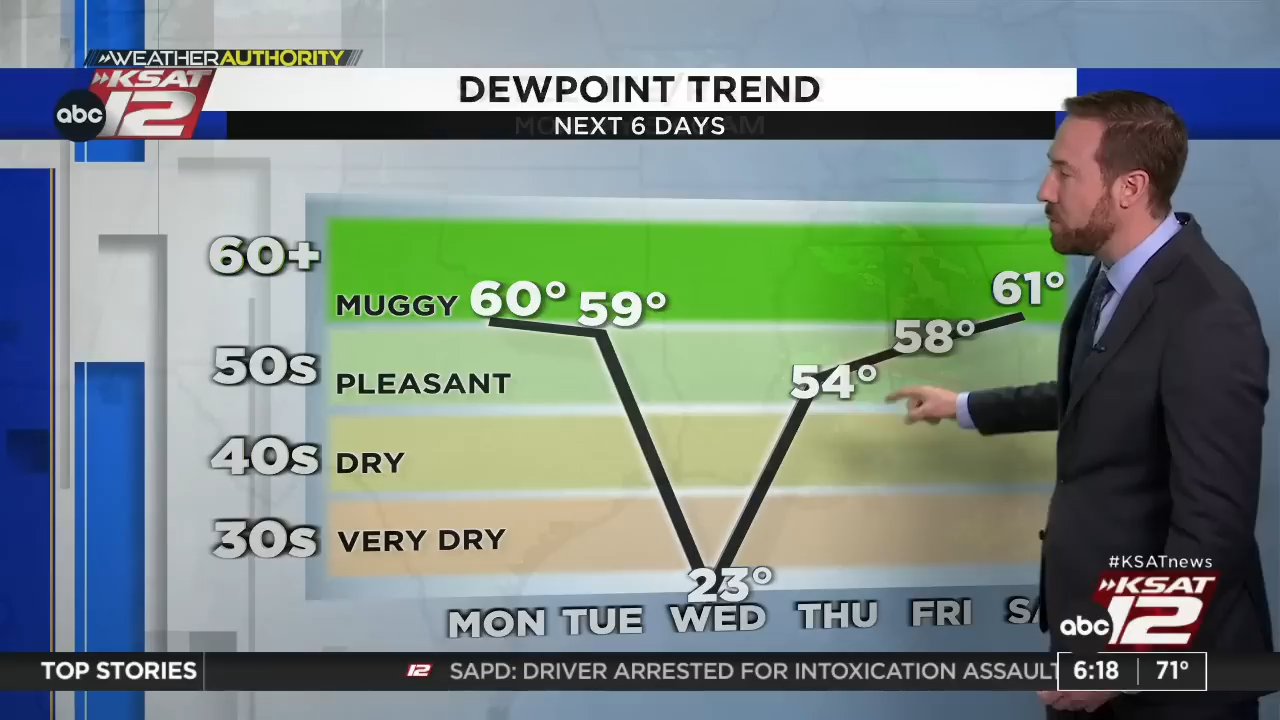 WEATHERAUTHORITY
KSAT
abc 12
DEWPOINT TREND
NEXT 6 DAYS
60+
MUGGY 60° 59° 61°
58°
50s PLEASANT 54°
40s DRY
30s VERY DRY
23°
MON TUE WED THU FRI SA
#KSATnews
KSAT
abc 12
TOP STORIES 12 SAPD: DRIVER ARRESTED FOR INTOXICATION ASSAULT 6:18 71°